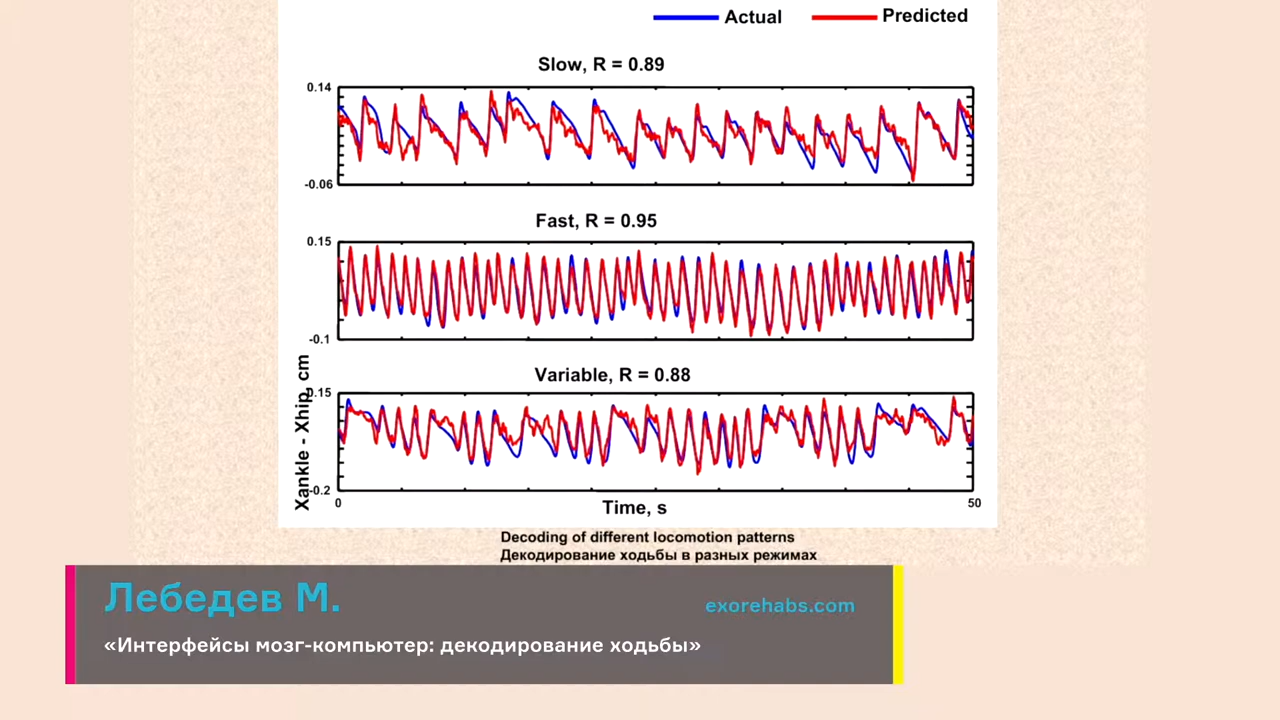 Actual Predicted
Slow, R = 0.89
0.14
-0.06
Fast, R = 0.95
0.15
-0.1
Variable, R = 0.88
0.15
-0.2
Xankle - Xhip, cm
0 50
Time, s
Decoding of different locomotion patterns
Декодирование ходьбы в разных режимах
Лебедев М.
exorehabs.com
«Интерфейсы мозг-компьютер: декодирование ходьбы»